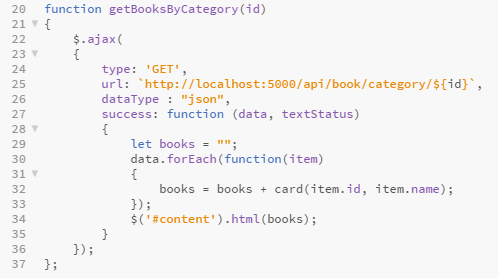 20 function getBooksByCategory(id)
21 {
22     $.ajax(
23     {
24         type: 'GET',
25         url: `http://localhost:5000/api/book/category/${id}`,
26         dataType : "json",
27         success: function (data, textStatus)
28         {
29             let books = "";
30             data.forEach(function(item)
31             {
32                 books = books + card(item.id, item.name);
33             });
34             $('#content').html(books);
35         }
36     });
37 };